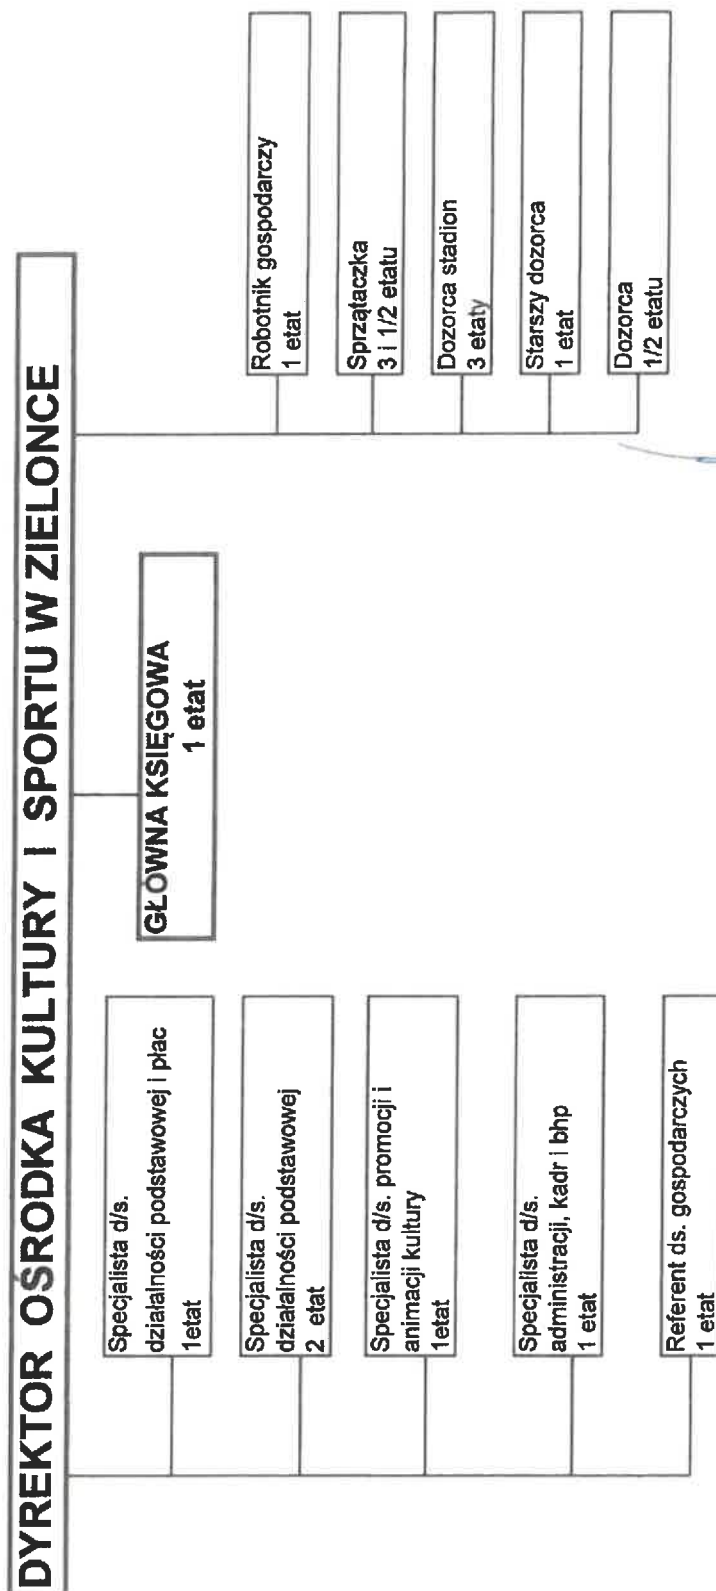 DYREKTOR OŚRODKA KULTURY I SPORTU W ZIELONCE
Specjalista d/s.
działalności podstawowej i płac
1etat
Specjalista d/s.
działalności podstawowej
2 etat
Specjalista d/s. promocji i
animacji kultury
1etat
Specjalista d/s.
administracji, kadr i bhp
1 etat
Referent ds. gospodarczych
1 etat
GŁÓWNA KSIĘGOWA
1 etat
Robotnik gospodarczy
1 etat
Sprzątaczka
3 i 1/2 etatu
Dozorca stadion
3 etaty
Starszy dozorca
1 etat
Dozorca
1/2 etatu